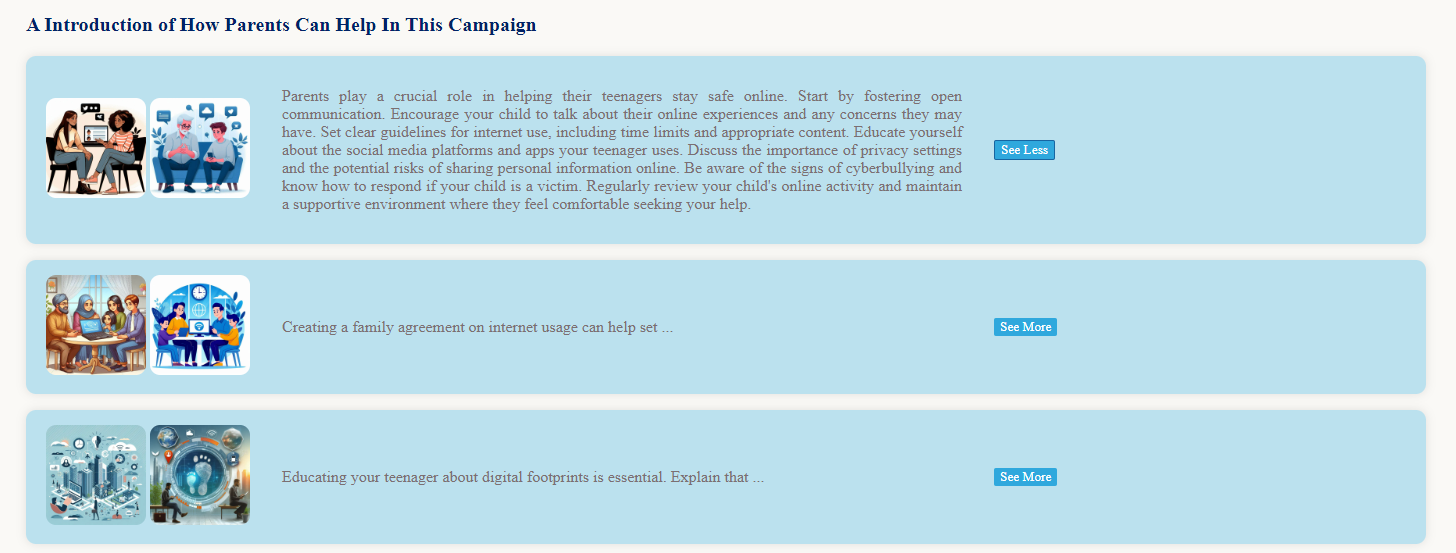 A Introduction of How Parents Can Help In This Campaign
Parents play a crucial role in helping their teenagers stay safe online. Start by fostering open
communication. Encourage your child to talk about their online experiences and any concerns they may
have. Set clear guidelines for internet use, including time limits and appropriate content. Educate yourself
about the social media platforms and apps your teenager uses. Discuss the importance of privacy settings
and the potential risks of sharing personal information online. Be aware of the signs of cyberbullying and
know how to respond if your child is a victim. Regularly review your child's online activity and maintain
a supportive environment where they feel comfortable seeking your help.
See Less
Creating a family agreement on internet usage can help set ...
See More
Educating your teenager about digital footprints is essential. Explain that ...
See More